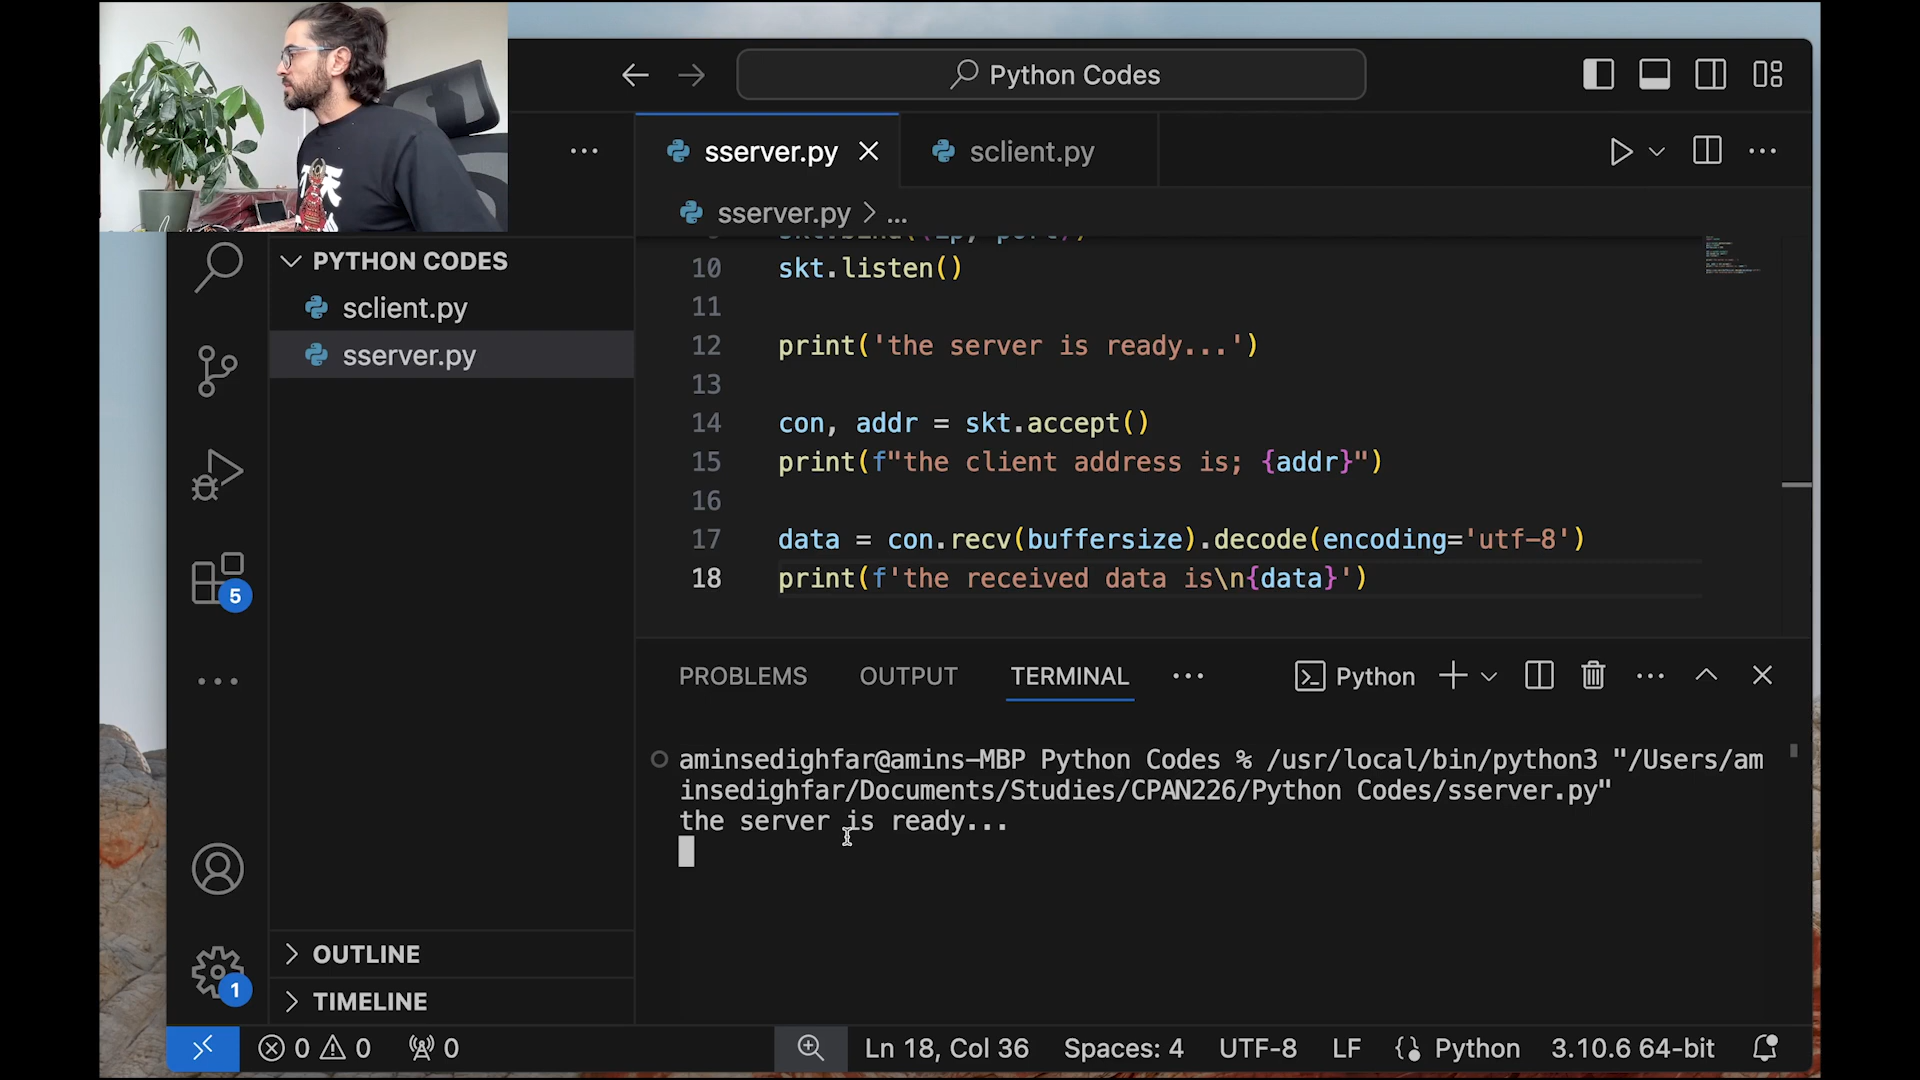 Python Codes
sserver.py
sclient.py
sserver.py > ...
PYTHON CODES
sclient.py
sserver.py
10 skt.listen()
11
12 print('the server is ready...')
13
14 con, addr = skt.accept()
15 print(f"the client address is; {addr}")
16
17 data = con.recv(buffersize).decode(encoding='utf-8')
18 print(f'the received data is\n{data}')
5
PROBLEMS
OUTPUT
TERMINAL
Python
aminsedighfar@amins-MBP Python Codes % /usr/local/bin/python3 "/Users/am
insedighfar/Documents/Studies/CPAN226/Python Codes/sserver.py"
the server is ready...
OUTLINE
1
TIMELINE
0 0 0
Ln 18, Col 36
Spaces: 4
UTF-8
LF
Python
3.10.6 64-bit